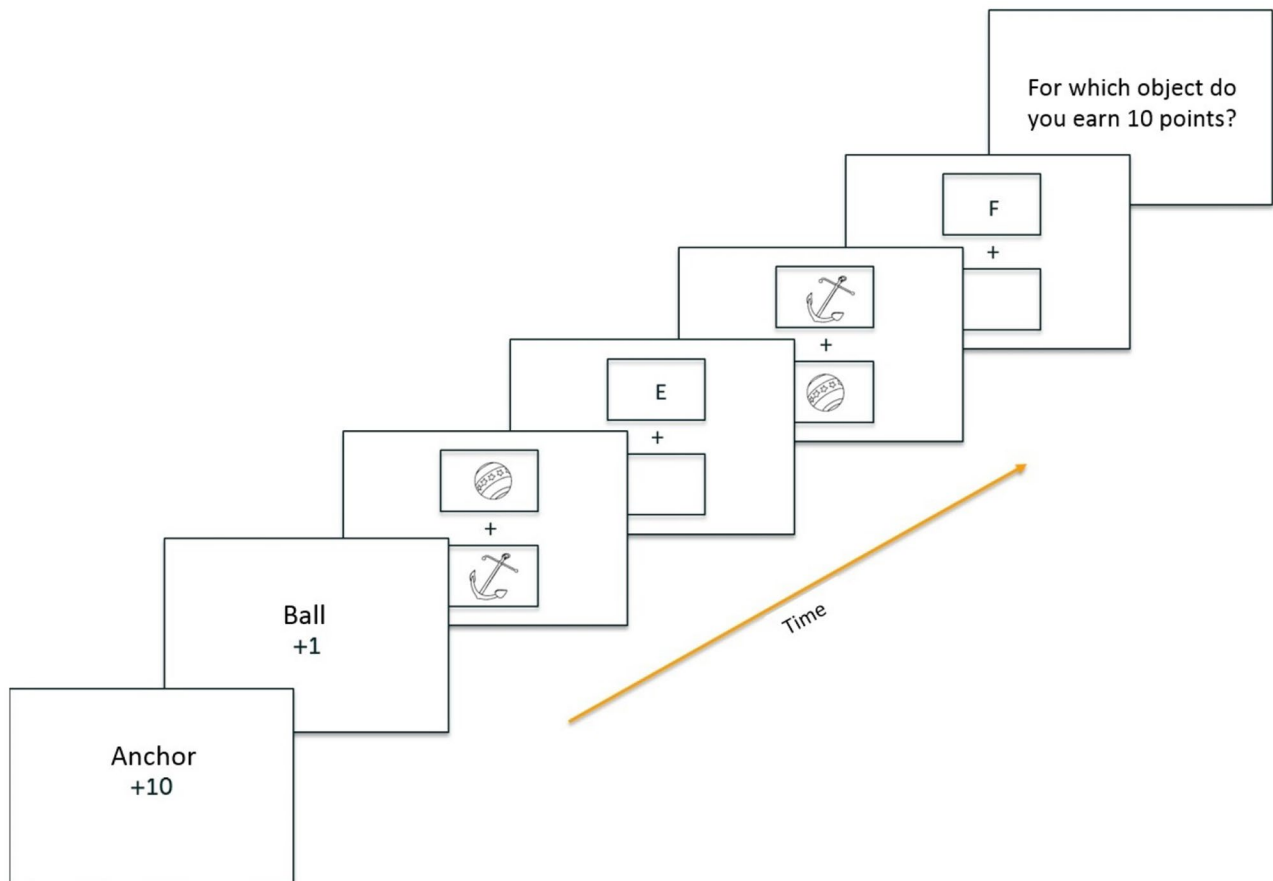 For which object do
you earn 10 points?
F
+
+
E
+
+
Ball
+1
Time
Anchor
+10